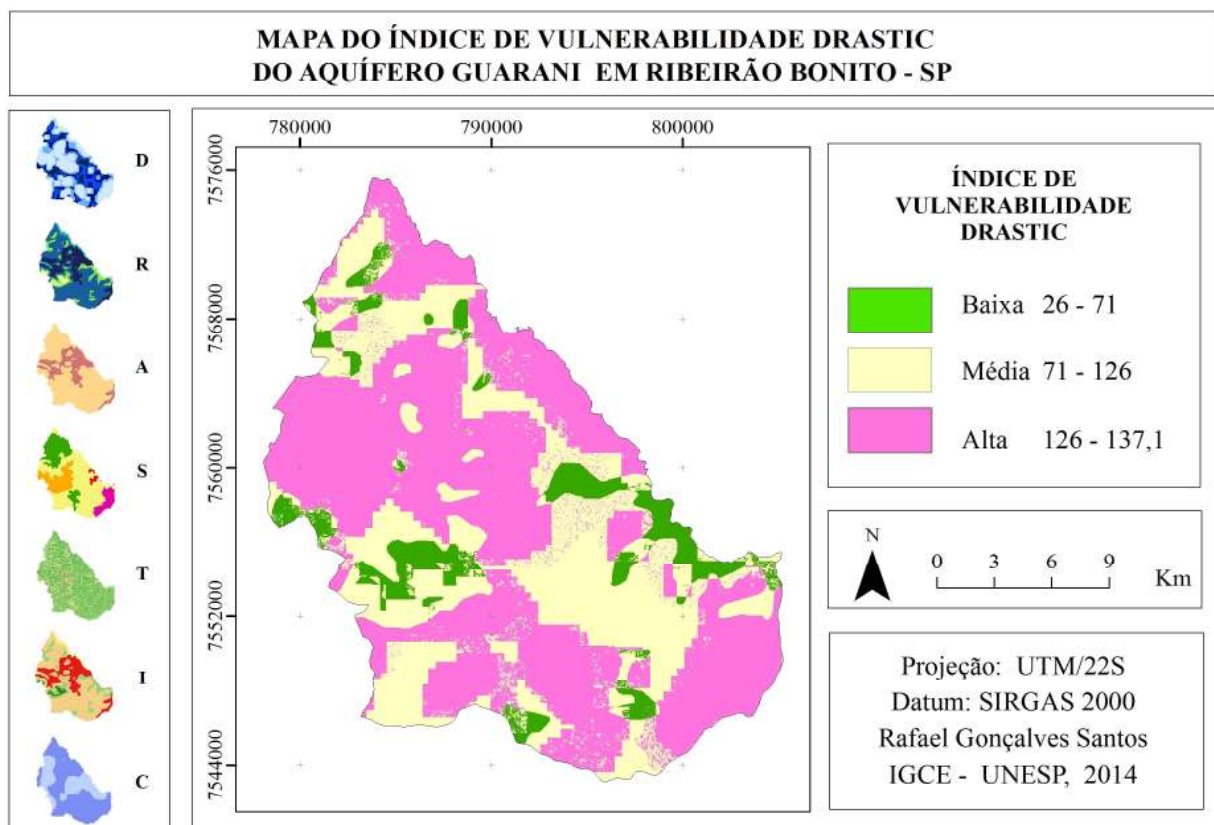 MAPA DO ÍNDICE DE VULNERABILIDADE DRASTIC
DO AQUÍFERO GUARANI EM RIBEIRÃO BONITO - SP
D
R
A
S
T
I
C
780000 790000 800000
7576000
7568000
7560000
7552000
7544000
ÍNDICE DE
VULNERABILIDADE
DRASTIC
Baixa 26 - 71
Média 71 - 126
Alta 126 - 137,1
N
0 3 6 9
Km
Projeção: UTM/22S
Datum: SIRGAS 2000
Rafael Gonçalves Santos
IGCE - UNESP, 2014